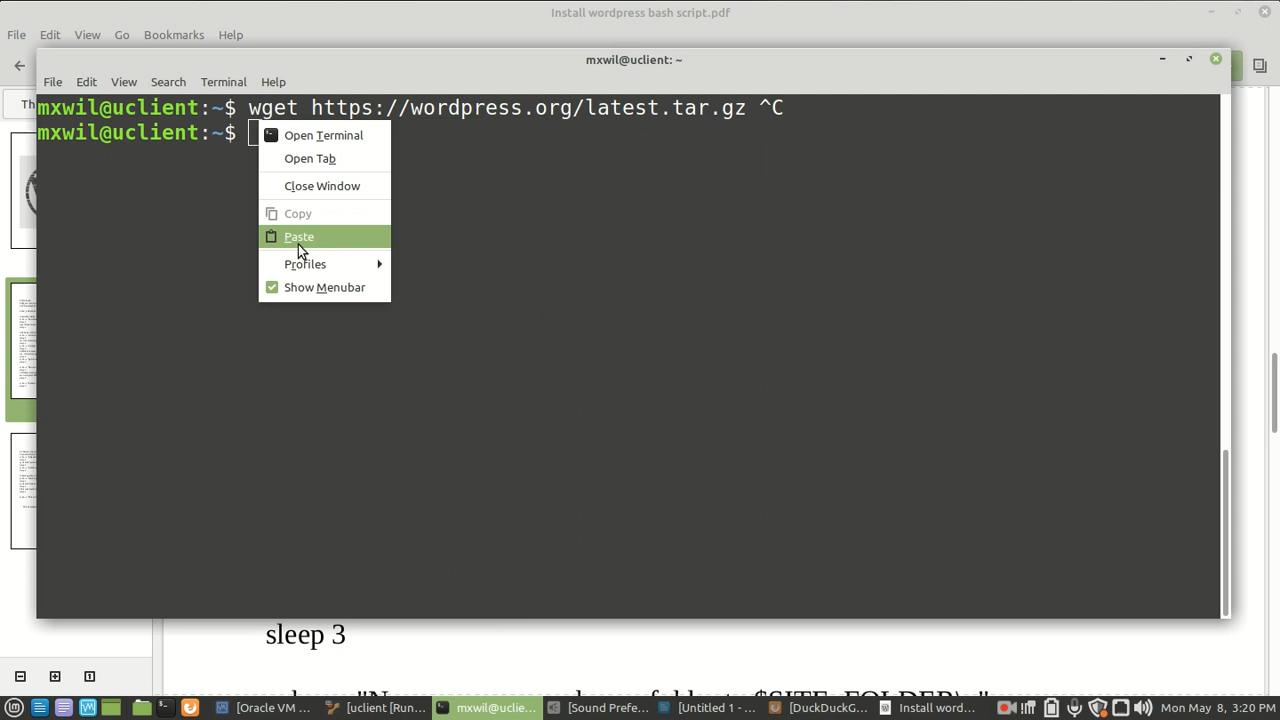 Install wordpress bash script.pdf
File Edit View Go Bookmarks Help
mxwil@uclient: ~
File Edit View Search Terminal Help
mxwil@uclient:~$ wget https://wordpress.org/latest.tar.gz ^C
mxwil@uclient:~$
Open Terminal
Open Tab
Close Window
Copy
Paste
Profiles
Show Menubar
sleep 3
[Oracle VM ... [uclient [Run... mxwil@uclie... [Sound Prefe... [Untitled 1 - ... [DuckDuckG... Install word... Mon May 8, 3:20 PM